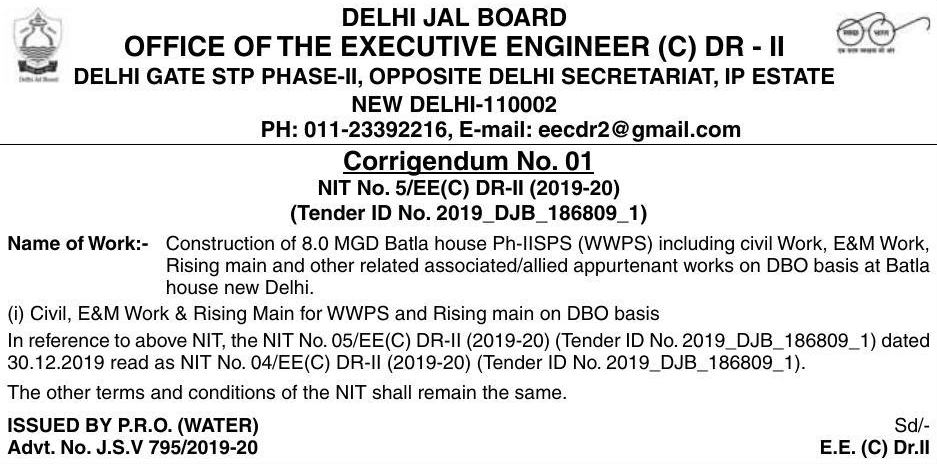 DELHI JAL BOARD
OFFICE OF THE EXECUTIVE ENGINEER (C) DR - II
DELHI GATE STP PHASE-II, OPPOSITE DELHI SECRETARIAT, IP ESTATE
NEW DELHI-110002
PH: 011-23392216, E-mail: eecdr2@gmail.com
Delhi Jal Board
स्वच्छ भारत
एक कदम स्वच्छता की ओर
Corrigendum No. 01
NIT No. 5/EE(C) DR-II (2019-20)
(Tender ID No. 2019_DJB_186809_1)
Name of Work:- Construction of 8.0 MGD Batla house Ph-IISPS (WWPS) including civil Work, E&M Work,
Rising main and other related associated/allied appurtenant works on DBO basis at Batla
house new Delhi.
(i) Civil, E&M Work & Rising Main for WWPS and Rising main on DBO basis
In reference to above NIT, the NIT No. 05/EE(C) DR-II (2019-20) (Tender ID No. 2019_DJB_186809_1) dated
30.12.2019 read as NIT No. 04/EE(C) DR-II (2019-20) (Tender ID No. 2019_DJB_186809_1).
The other terms and conditions of the NIT shall remain the same.
ISSUED BY P.R.O. (WATER) Sd/-
Advt. No. J.S.V 795/2019-20 E.E. (C) Dr.II